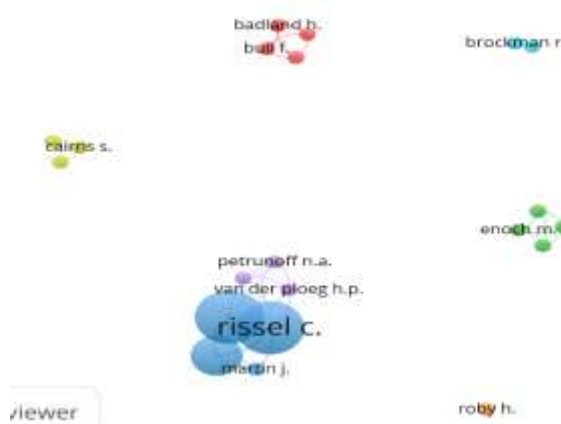 badland h.
bull f.
brockman r
cairns s.
enoch m.
petrunoff n.a.
van der ploeg h.p.
rissel c.
martin j.
roby h.
viewer